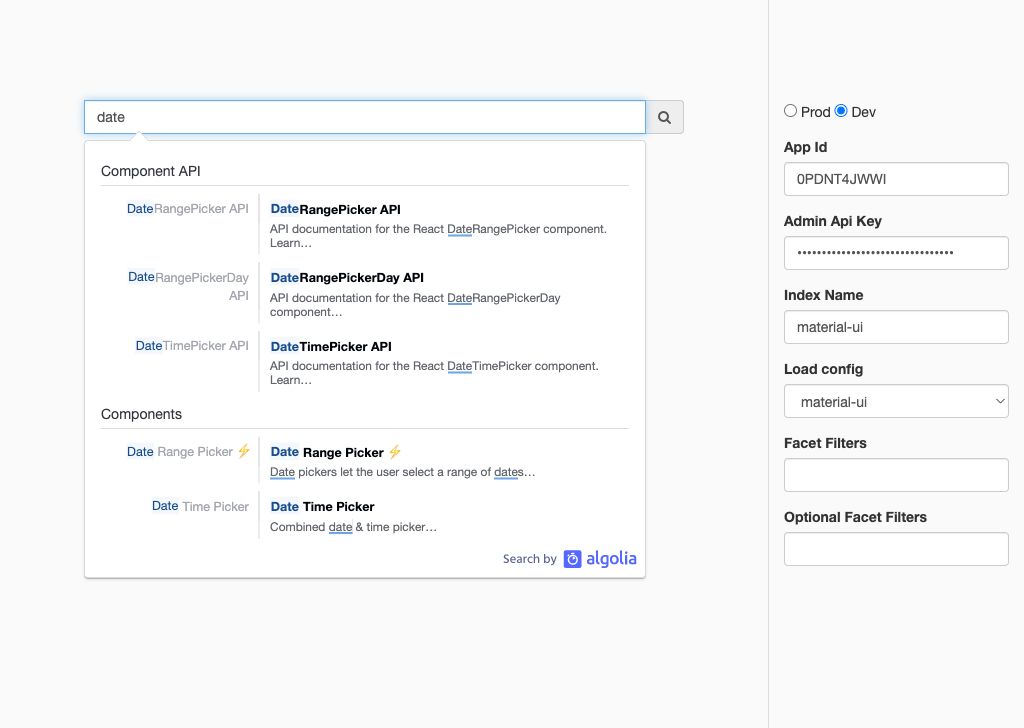 date
Component API
DateRangePicker API
DateRangePicker API
API documentation for the React DateRangePicker component.
Learn…
DateRangePickerDay
API
DateRangePickerDay API
API documentation for the React DateRangePickerDay
component…
DateTimePicker API
DateTimePicker API
API documentation for the React DateTimePicker component.
Learn…
Components
Date Range Picker ⚡
Date Range Picker ⚡
Date pickers let the user select a range of dates…
Date Time Picker
Date Time Picker
Combined date & time picker…
Search by algolia
Prod Dev
App Id
0PDNT4JWWI
Admin Api Key
••••••••••••••••••••••••••••••••
Index Name
material-ui
Load config
material-ui
Facet Filters
Optional Facet Filters